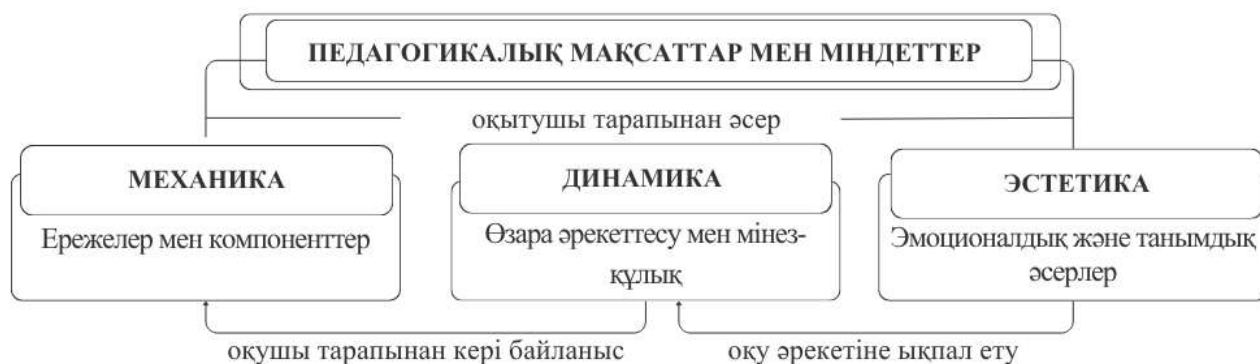 ПЕДАГОГИКАЛЫҚ МАҚСАТТАР МЕН МІНДЕТТЕР
оқытушы тарапынан әсер
МЕХАНИКА
Ережелер мен компоненттер
ДИНАМИКА
Өзара әрекеттесу мен мінез-
құлық
ЭСТЕТИКА
Эмоционалдық және танымдық
әсерлер
оқушы тарапынан кері байланыс
оқу әрекетіне ықпал ету